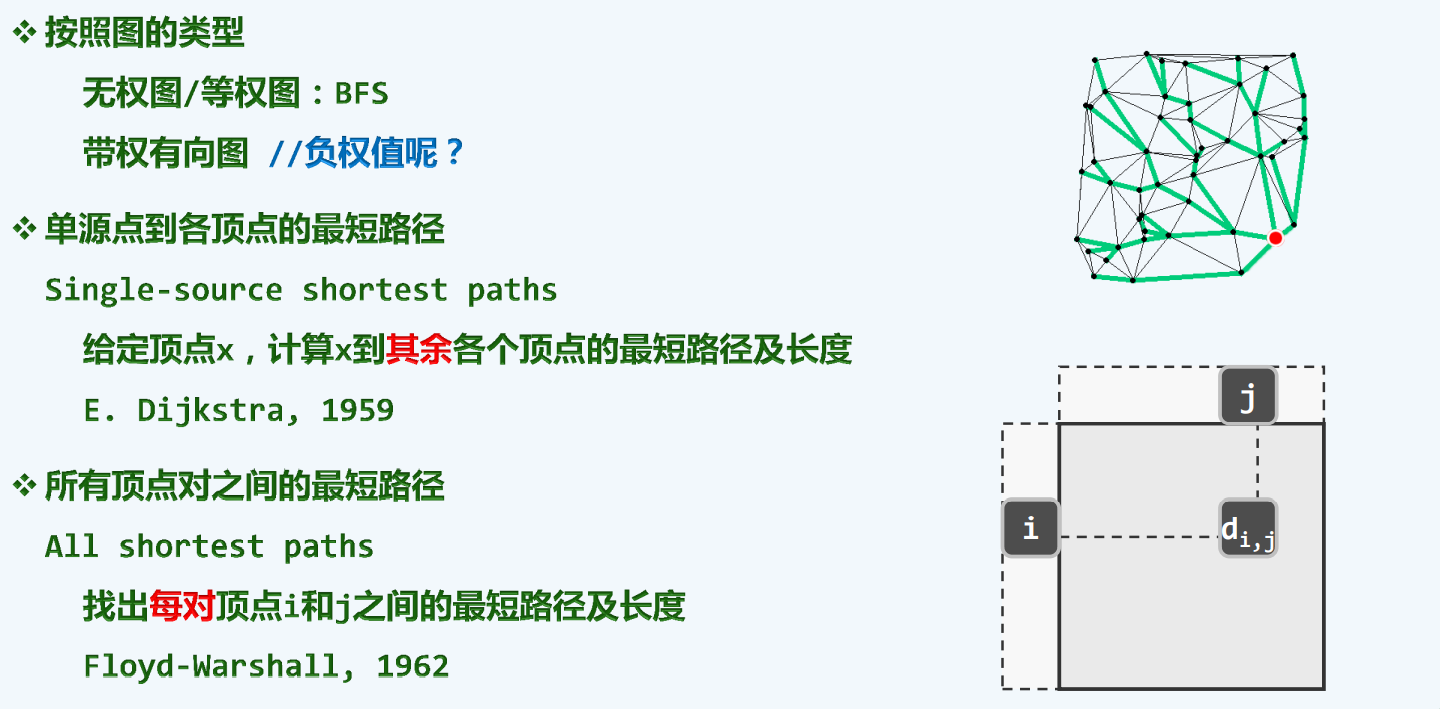 ❖ 按照图的类型
无权图/等权图：BFS
带权有向图 //负权值呢？
❖ 单源点到各顶点的最短路径
Single-source shortest paths
给定顶点x，计算x到其余各个顶点的最短路径及长度
E. Dijkstra, 1959
❖ 所有顶点对之间的最短路径
All shortest paths
找出每对顶点i和j之间的最短路径及长度
Floyd-Warshall, 1962
j
i
di,j